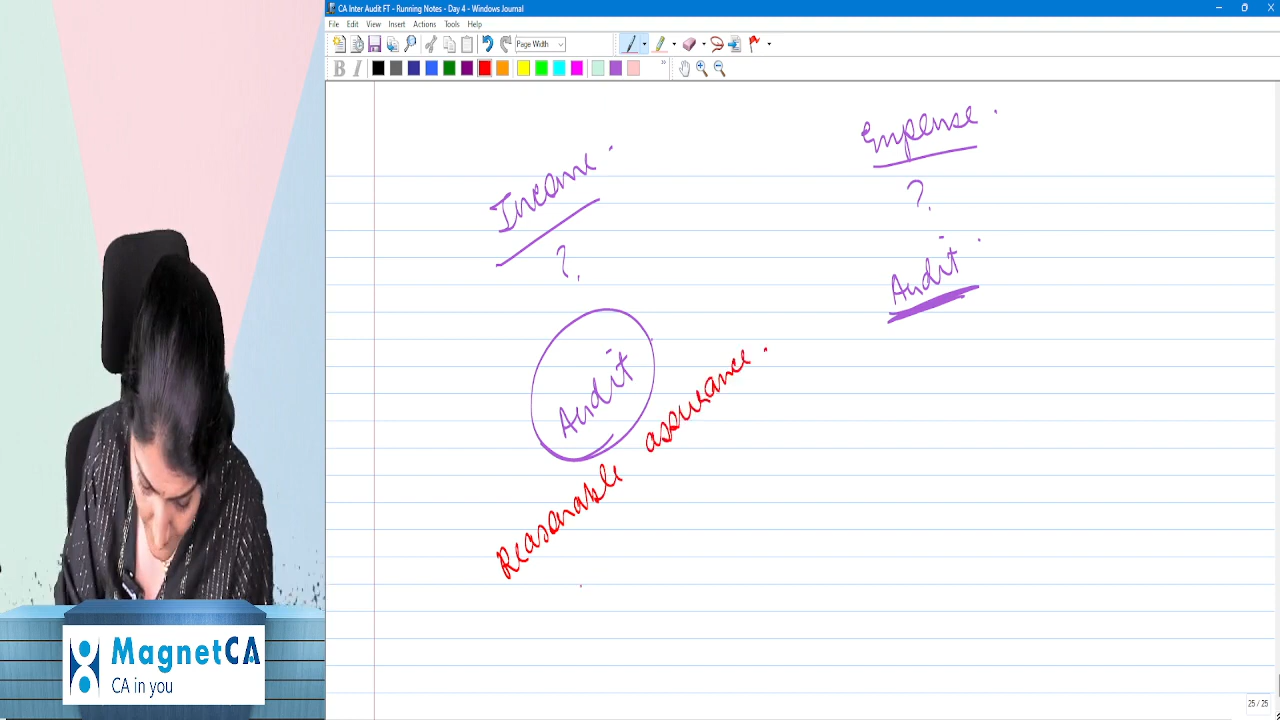 CA Inter Audit FT - Running Notes - Day 4 - Windows Journal
File Edit View Insert Actions Tools Help
Page Width
B I
Income.
?
Audit
Reasonable assurance.
Expense.
?
Audit.
MagnetCA
CA in you
25 / 25